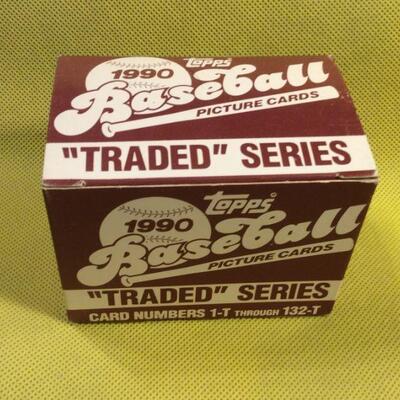 Topps
1990
Baseball
PICTURE CARDS
"TRADED" SERIES
Topps®
1990
Baseball
PICTURE CARDS
"TRADED" SERIES
CARD NUMBERS 1-T THROUGH 132-T